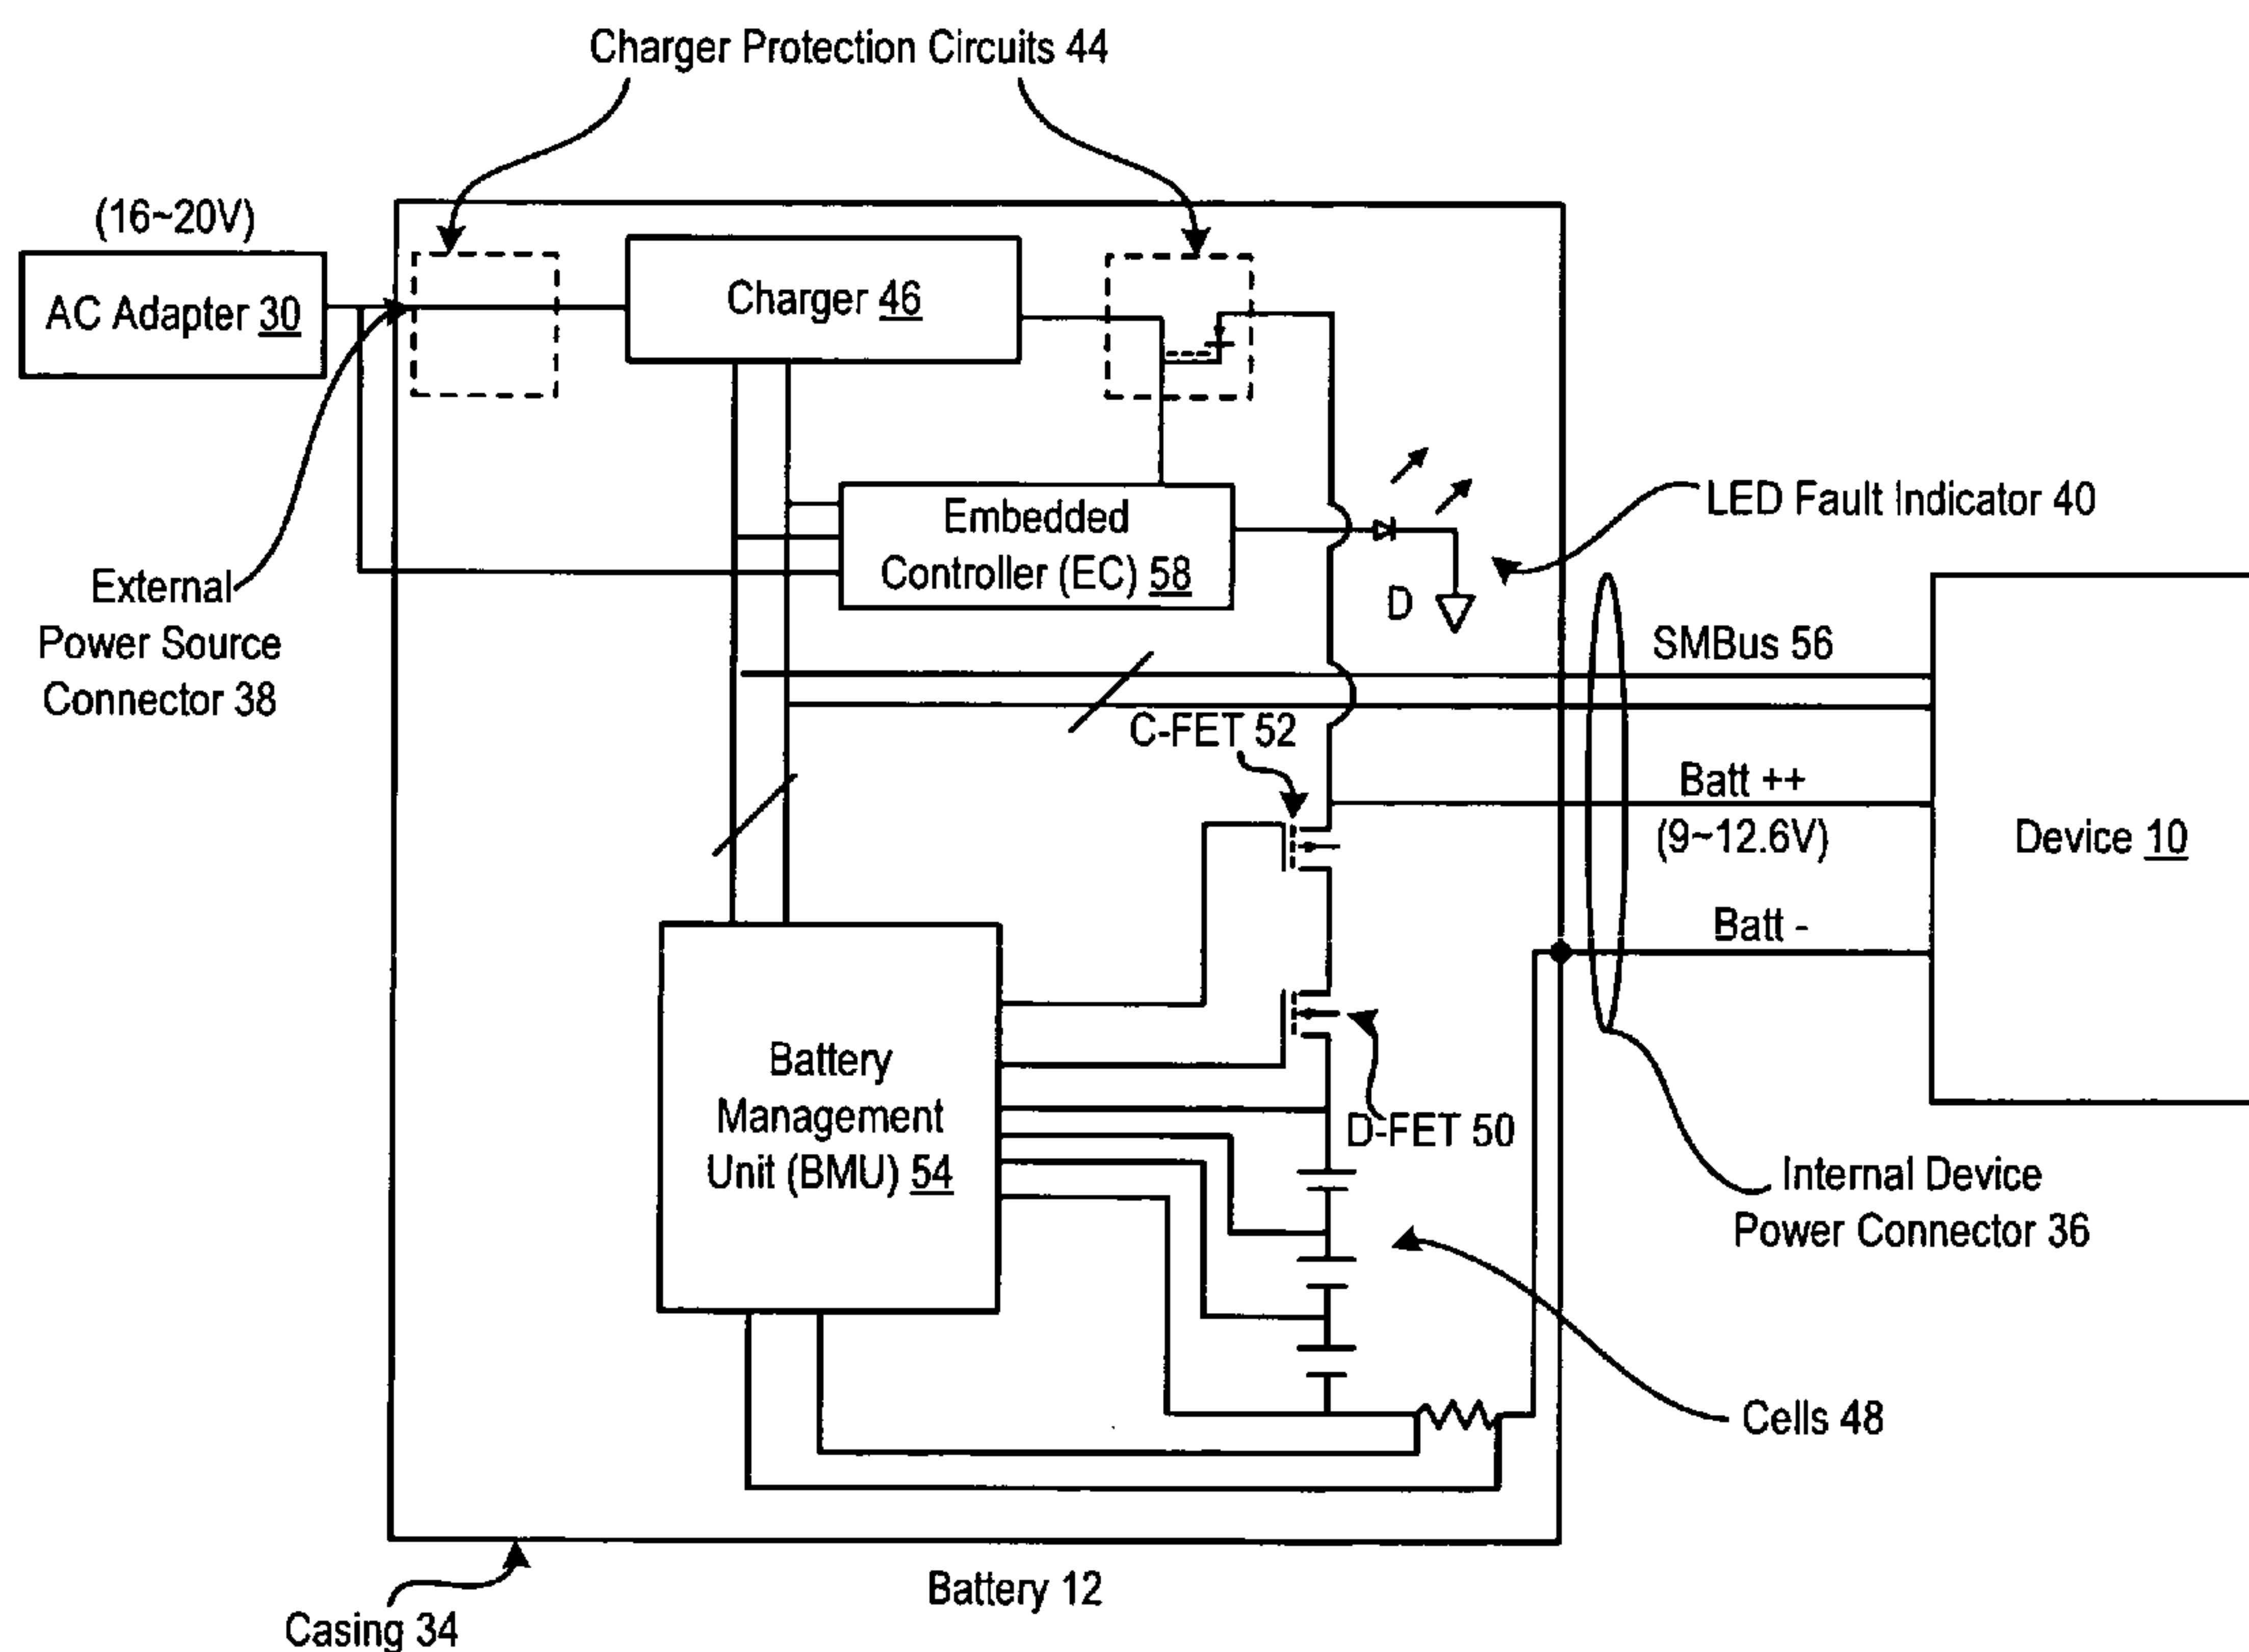 Charger Protection Circuits 44
(16~20V)
AC Adapter 30
Charger 46
Embedded
Controller (EC) 58
LED Fault Indicator 40
D
External
Power Source
Connector 38
SMBus 56
C-FET 52
Batt ++
(9~12.6V)
Device 10
Batt -
Battery
Management
Unit (BMU) 54
D-FET 50
Internal Device
Power Connector 36
Cells 48
Battery 12
Casing 34